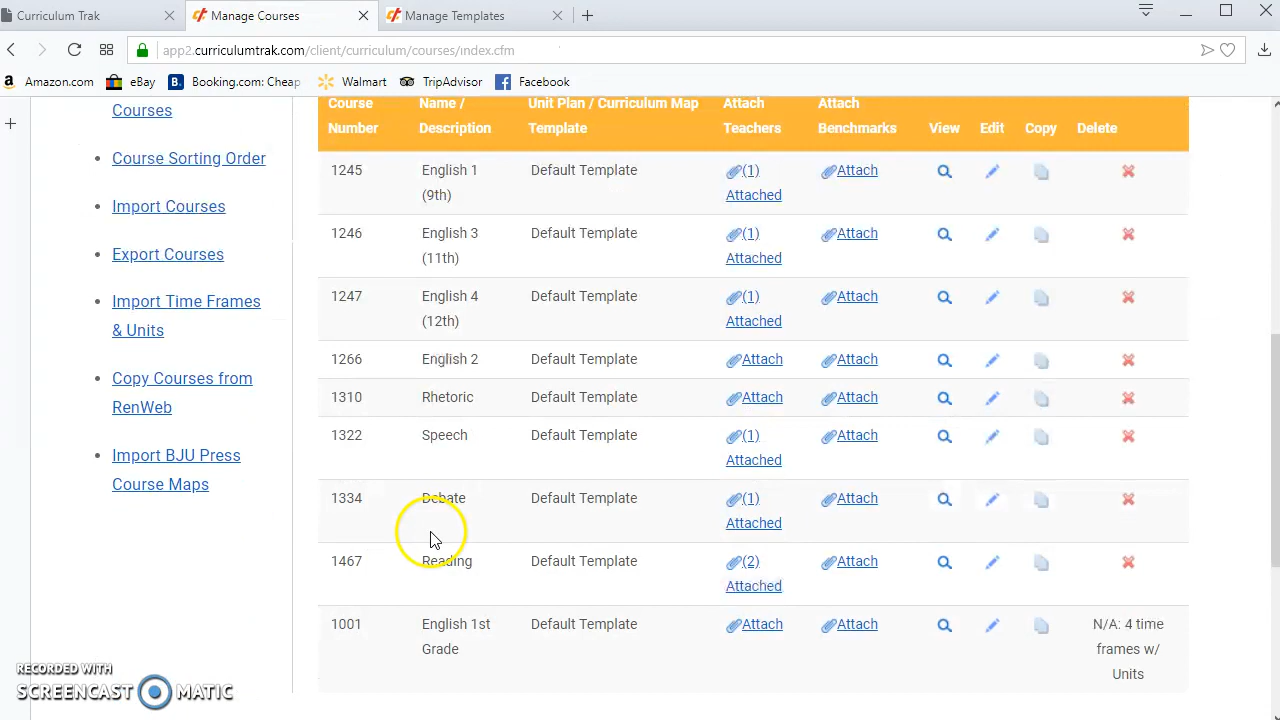 Curriculum Trak
Manage Courses
Manage Templates
app2.curriculumtrak.com/client/curriculum/courses/index.cfm
Amazon.com
eBay
Booking.com: Cheap
Walmart
TripAdvisor
Facebook
Courses
Course Sorting Order
Import Courses
Export Courses
Import Time Frames
& Units
Copy Courses from
RenWeb
Import BJU Press
Course Maps
Course Name / Unit Plan / Curriculum Map Attach Attach
Number Description Template Teachers Benchmarks View Edit Copy Delete
1245 English 1 Default Template (1) Attach
(9th) Attached
1246 English 3 Default Template (1) Attach
(11th) Attached
1247 English 4 Default Template (1) Attach
(12th) Attached
1266 English 2 Default Template Attach Attach
1310 Rhetoric Default Template Attach Attach
1322 Speech Default Template (1) Attach
Attached
1334 Debate Default Template (1) Attach
Attached
1467 Reading Default Template (2) Attach
Attached
1001 English 1st Default Template Attach Attach N/A: 4 time
Grade frames w/
Units
RECORDED WITH
SCREENCAST MATIC